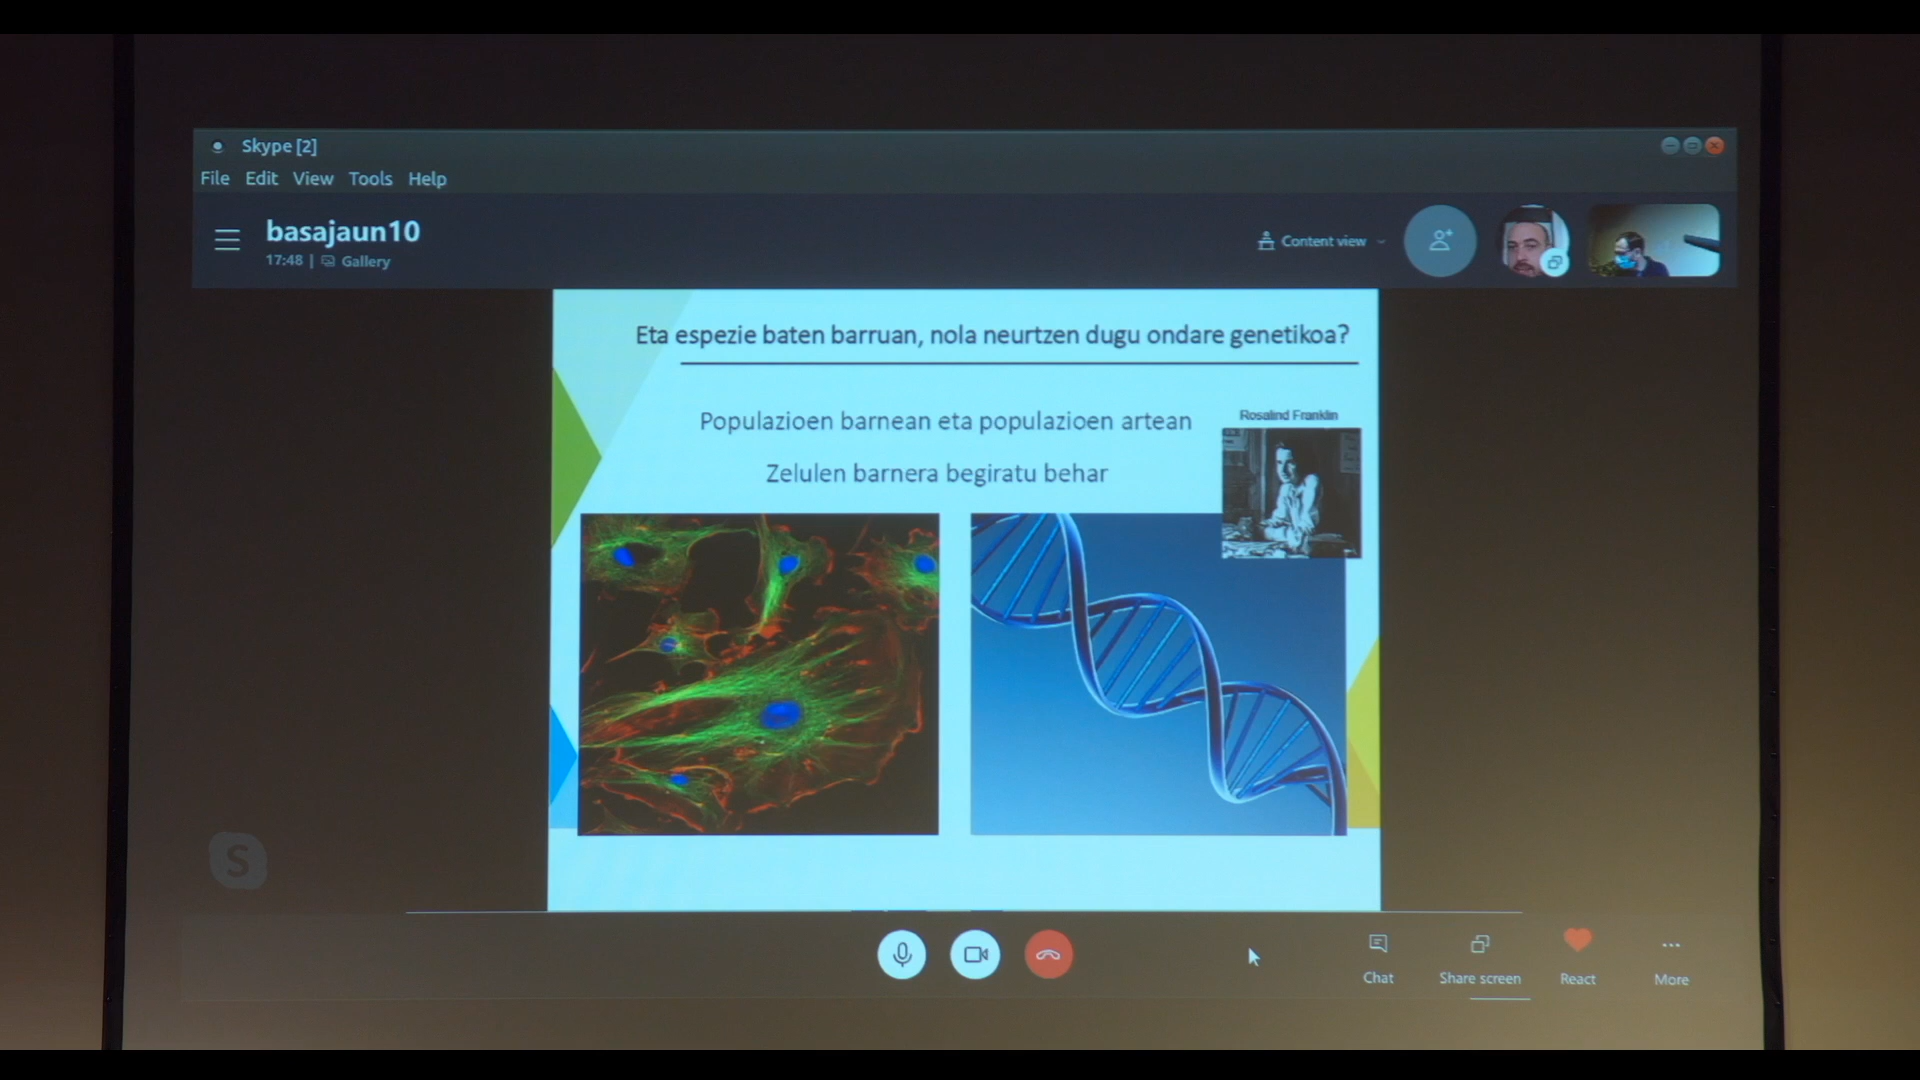 Skype [2]
File Edit View Tools Help
basajaun10
17:48 | Gallery
Content view
Eta espezie baten barruan, nola neurtzen dugu ondare genetikoa?
Populazioen barnean eta populazioen artean
Rosalind Franklin
Zelulen barnera begiratu behar
S
Chat
Share screen
React
More